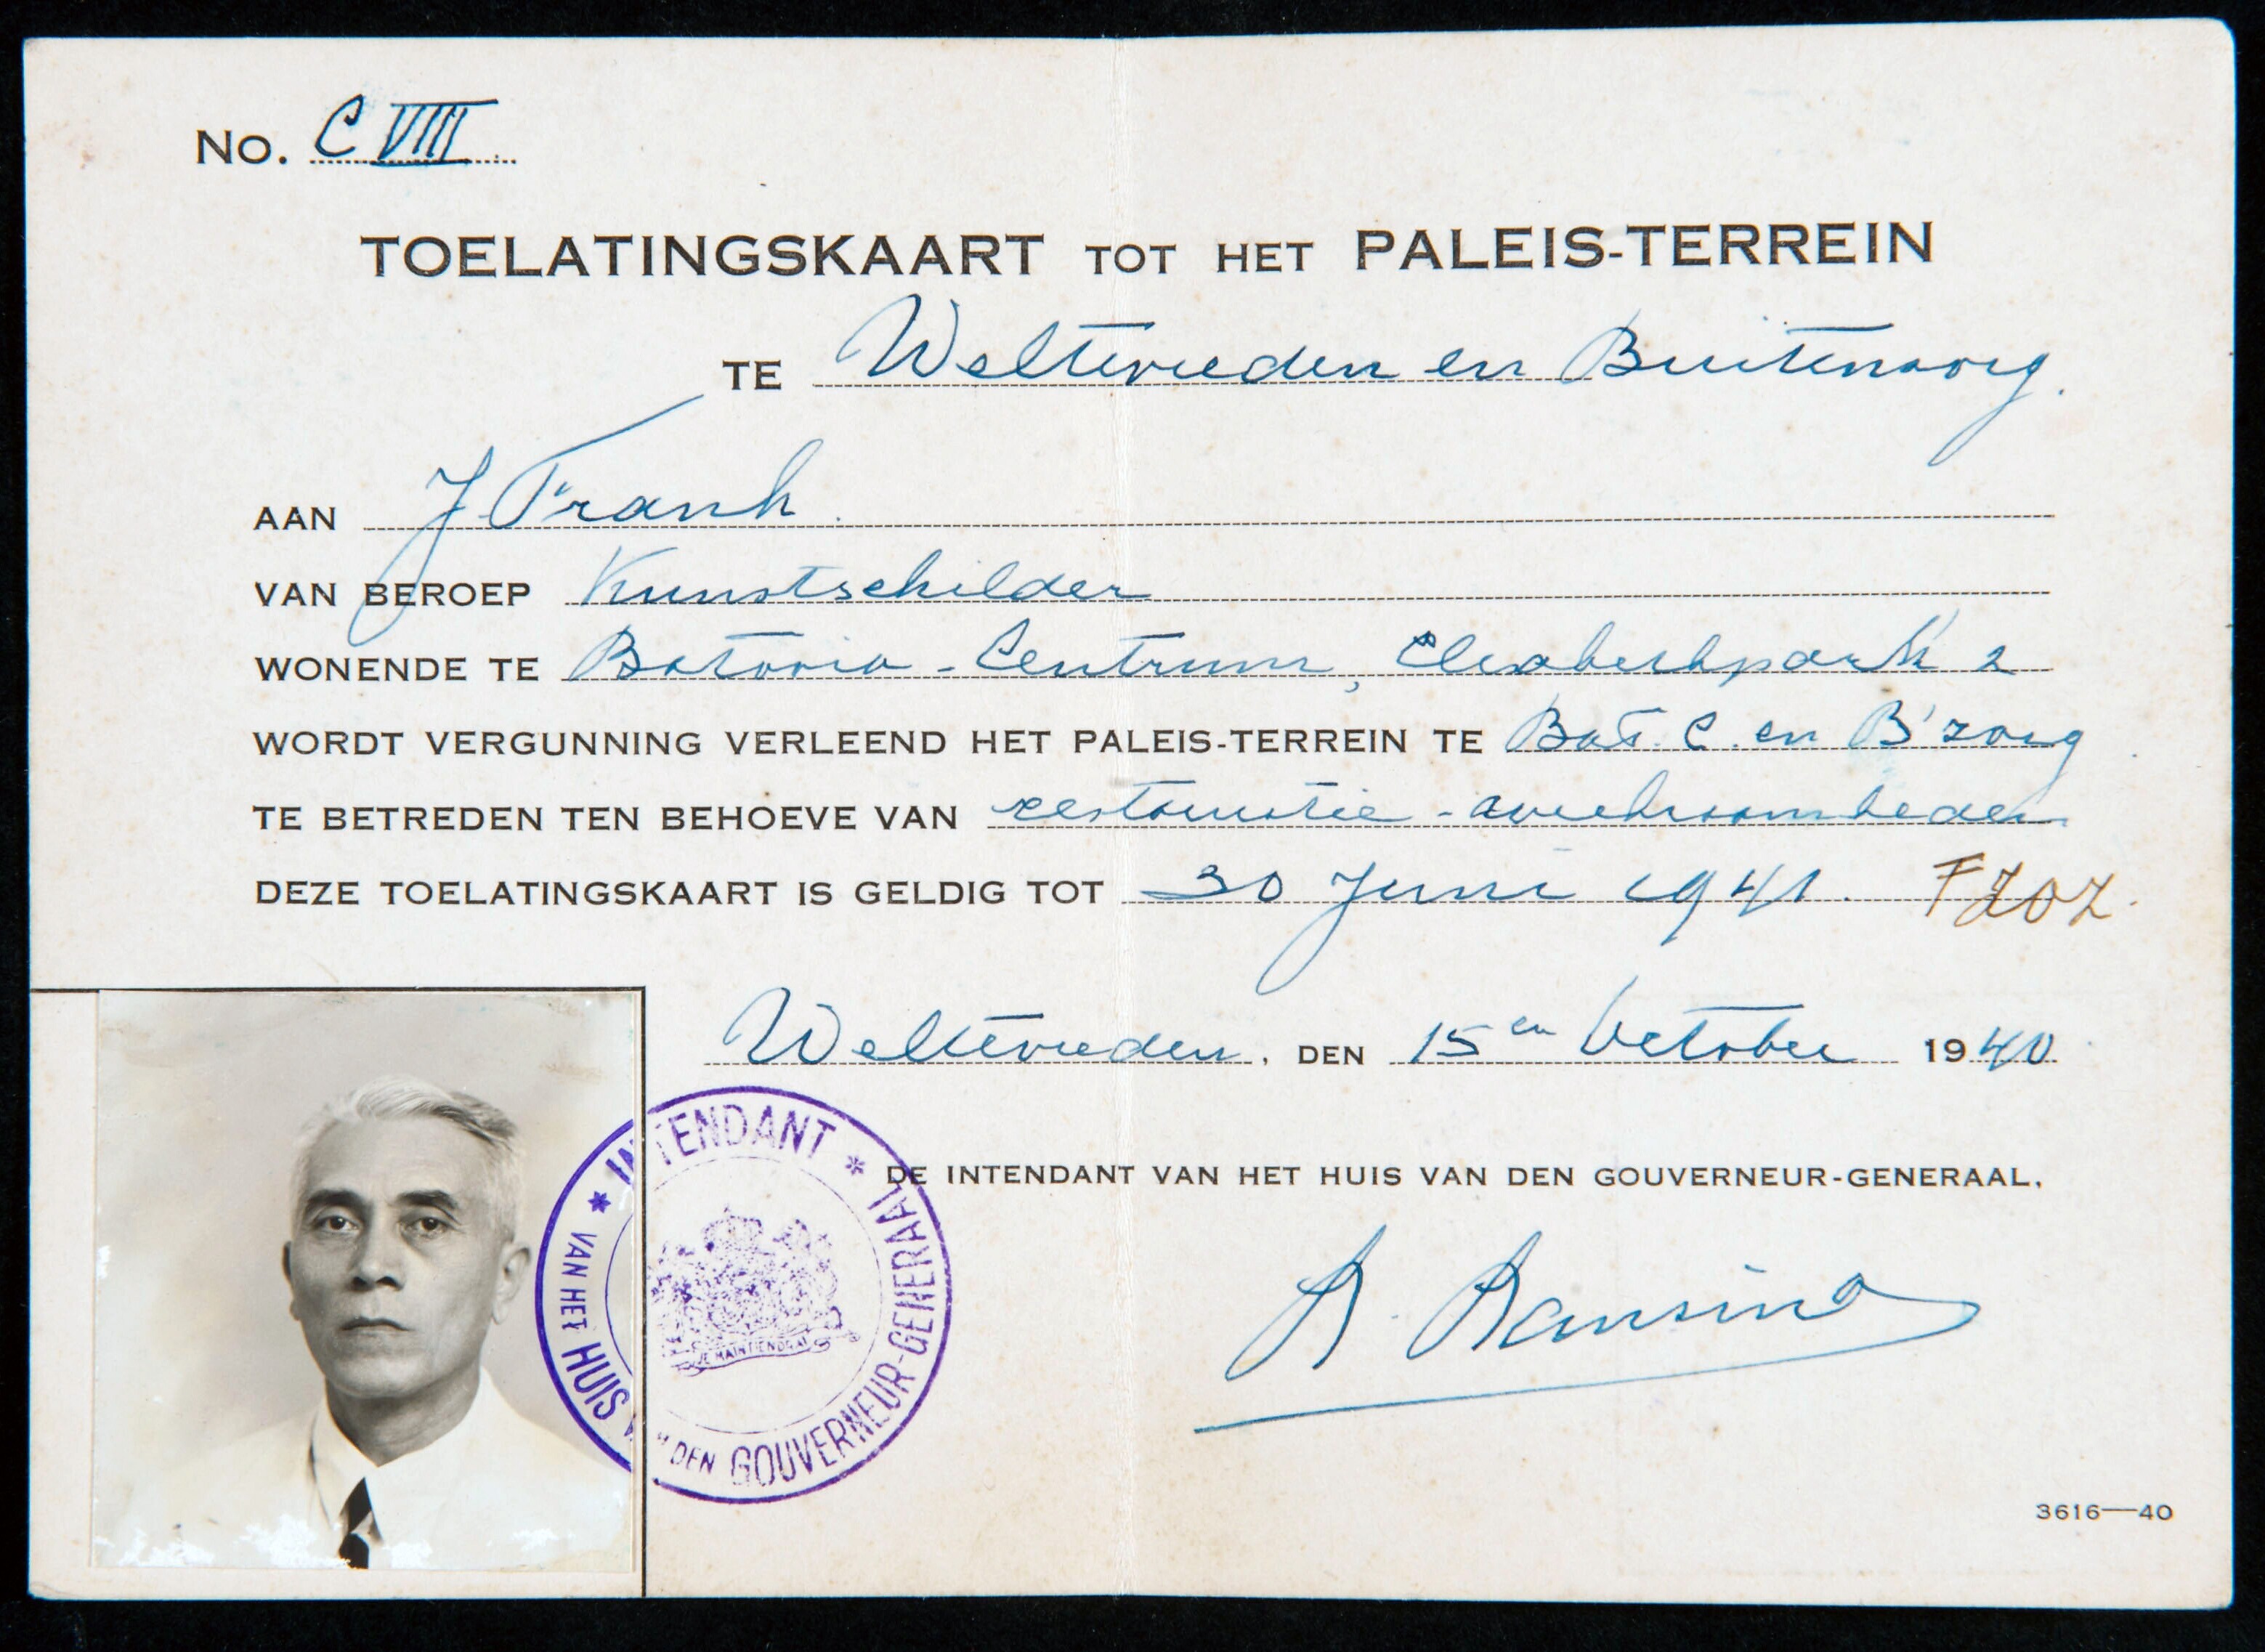 No. C VIII
TOELATINGSKAART TOT HET PALEIS-TERREIN
TE Weltevreden en Buitenzorg.
AAN J. Frank.
VAN BEROEP Kunstschilder
WONENDE TE Batavia-Centrum, Elisabethpark 2
WORDT VERGUNNING VERLEEND HET PALEIS-TERREIN TE Bat. C. en B'zorg
TE BETREDEN TEN BEHOEVE VAN restauratie-
DEZE TOELATINGSKAART IS GELDIG TOT 30 Juni 1941.
Weltevreden, DEN 15en October 1940
INTENDANT * VAN HET HUIS VAN DEN GOUVERNEUR-GENERAAL *
JE MAINTIENDRAI
DE INTENDANT VAN HET HUIS VAN DEN GOUVERNEUR-GENERAAL,
3616—40